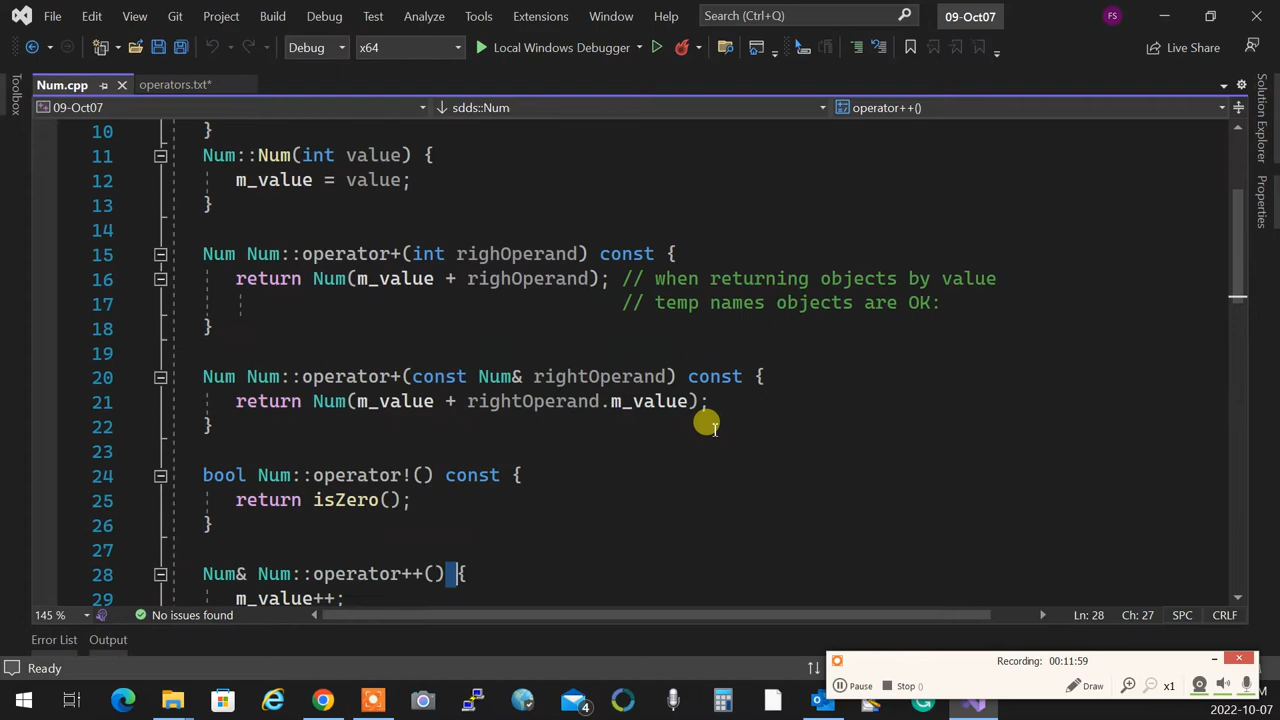 File Edit View Git Project Build Debug Test Analyze Tools Extensions Window Help Search (Ctrl+Q) 09-Oct07 FS
Debug x64 Local Windows Debugger Live Share
Num.cpp operators.txt*
09-Oct07 sdds::Num operator++()
Toolbox
Solution Explorer
Properties
10 }
11 Num::Num(int value) {
12 m_value = value;
13 }
14
15 Num Num::operator+(int righOperand) const {
16 return Num(m_value + righOperand); // when returning objects by value
17 // temp names objects are OK:
18 }
19
20 Num Num::operator+(const Num& rightOperand) const {
21 return Num(m_value + rightOperand.m_value);
22 }
23
24 bool Num::operator!() const {
25 return isZero();
26 }
27
28 Num& Num::operator++() {
29 m_value++;
145 % No issues found Ln: 28 Ch: 27 SPC CRLF
Error List Output
Ready
Recording: 00:11:59
Pause Stop () Draw x1
4
2022-10-07